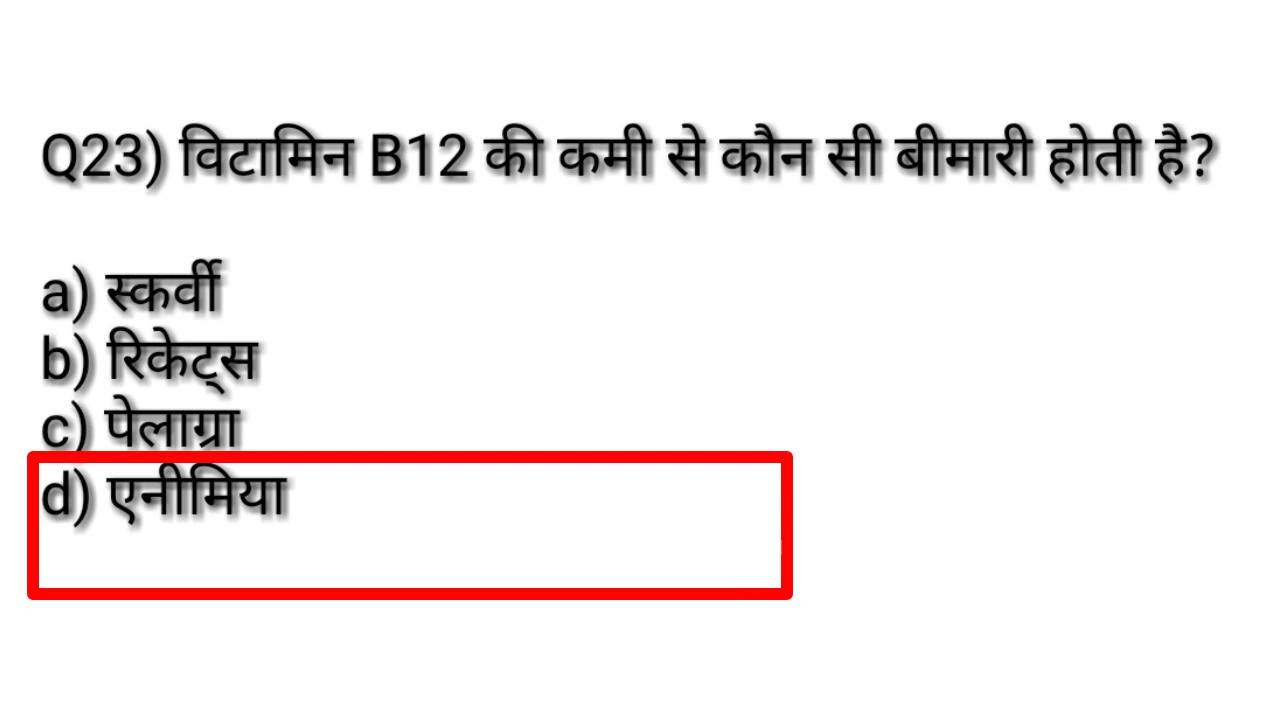 Q23) विटामिन B12 की कमी से कौन सी बीमारी होती है?
a) स्कर्वी
b) रिकेट्स
c) पेलाग्रा
d) एनीमिया